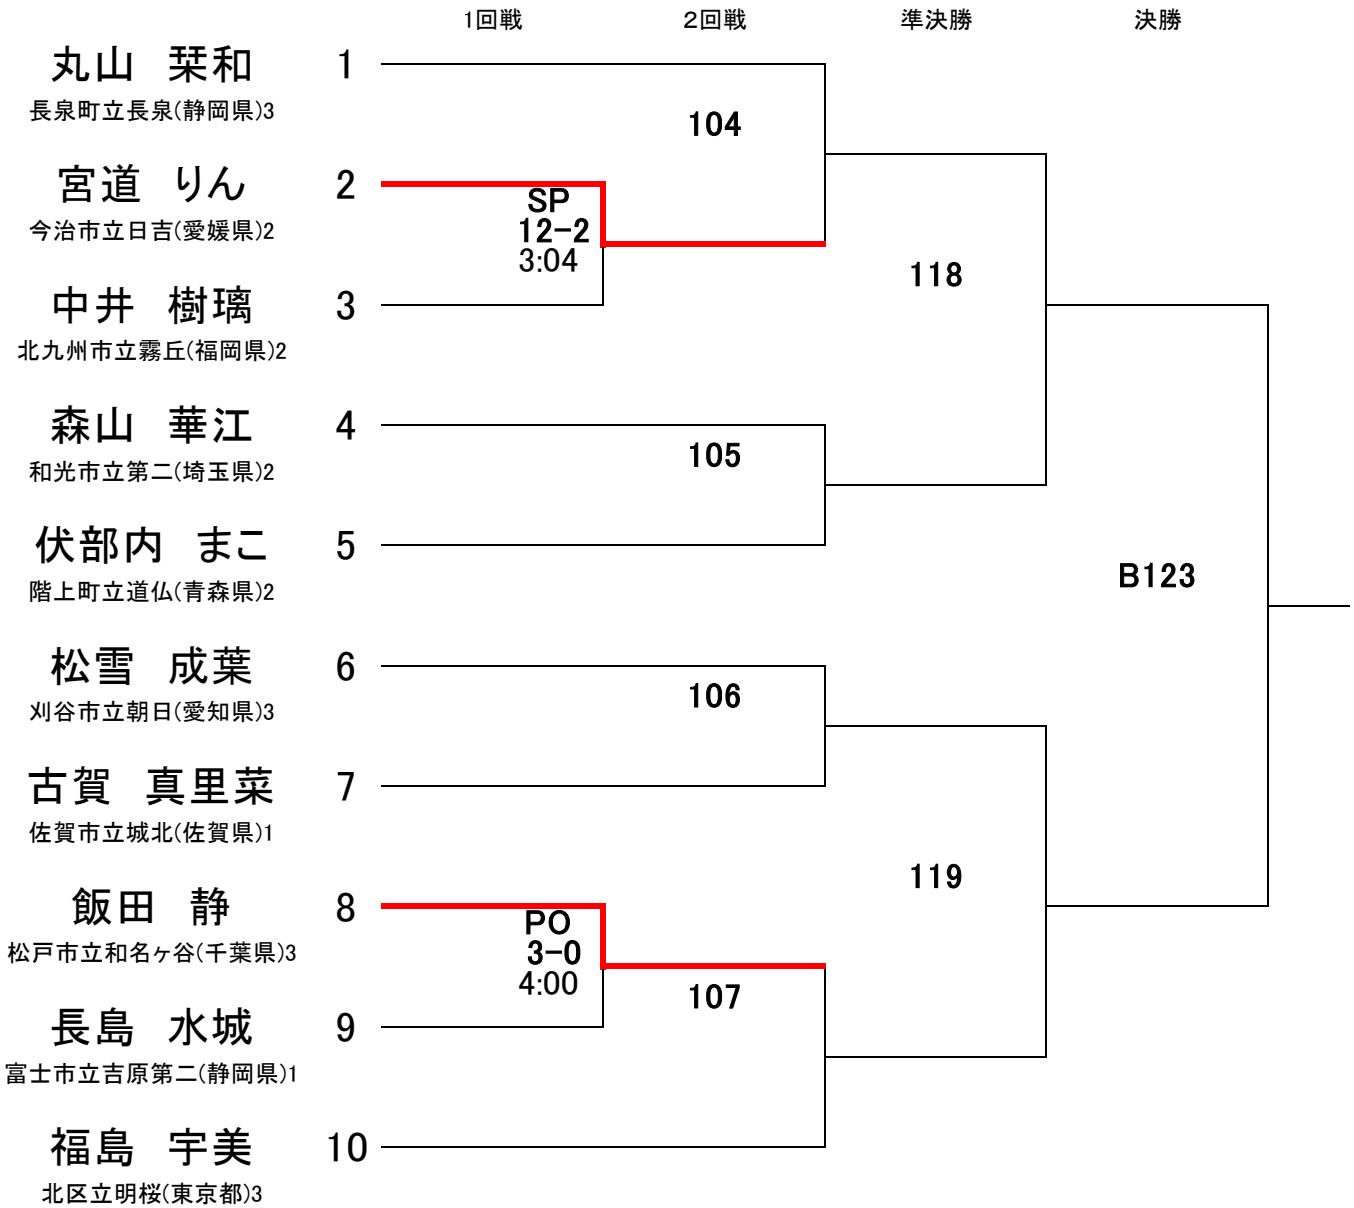 1回戦 2回戦 準決勝 決勝
丸山 栞和 1
長泉町立長泉(静岡県)3
104
宮道 りん 2
今治市立日吉(愛媛県)2
SP
12-2
3:04
118
中井 樹璃 3
北九州市立霧丘(福岡県)2
森山 華江 4
和光市立第二(埼玉県)2
105
伏部内 まこ 5
階上町立道仏(青森県)2
B123
松雪 成葉 6
刈谷市立朝日(愛知県)3
106
古賀 真里菜 7
佐賀市立城北(佐賀県)1
119
飯田 静 8
松戸市立和名ヶ谷(千葉県)3
PO
3-0
4:00
107
長島 水城 9
富士市立吉原第二(静岡県)1
福島 宇美 10
北区立明桜(東京都)3